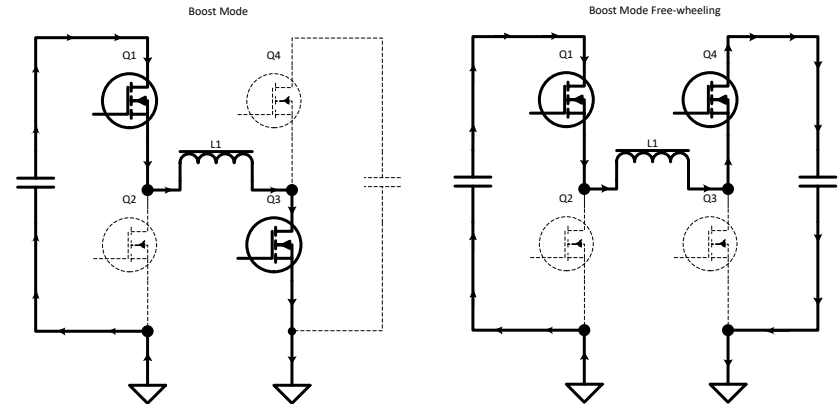 Boost Mode
Boost Mode Free-wheeling
Q1
Q4
Q1
Q4
L1
L1
Q2
Q3
Q2
Q3